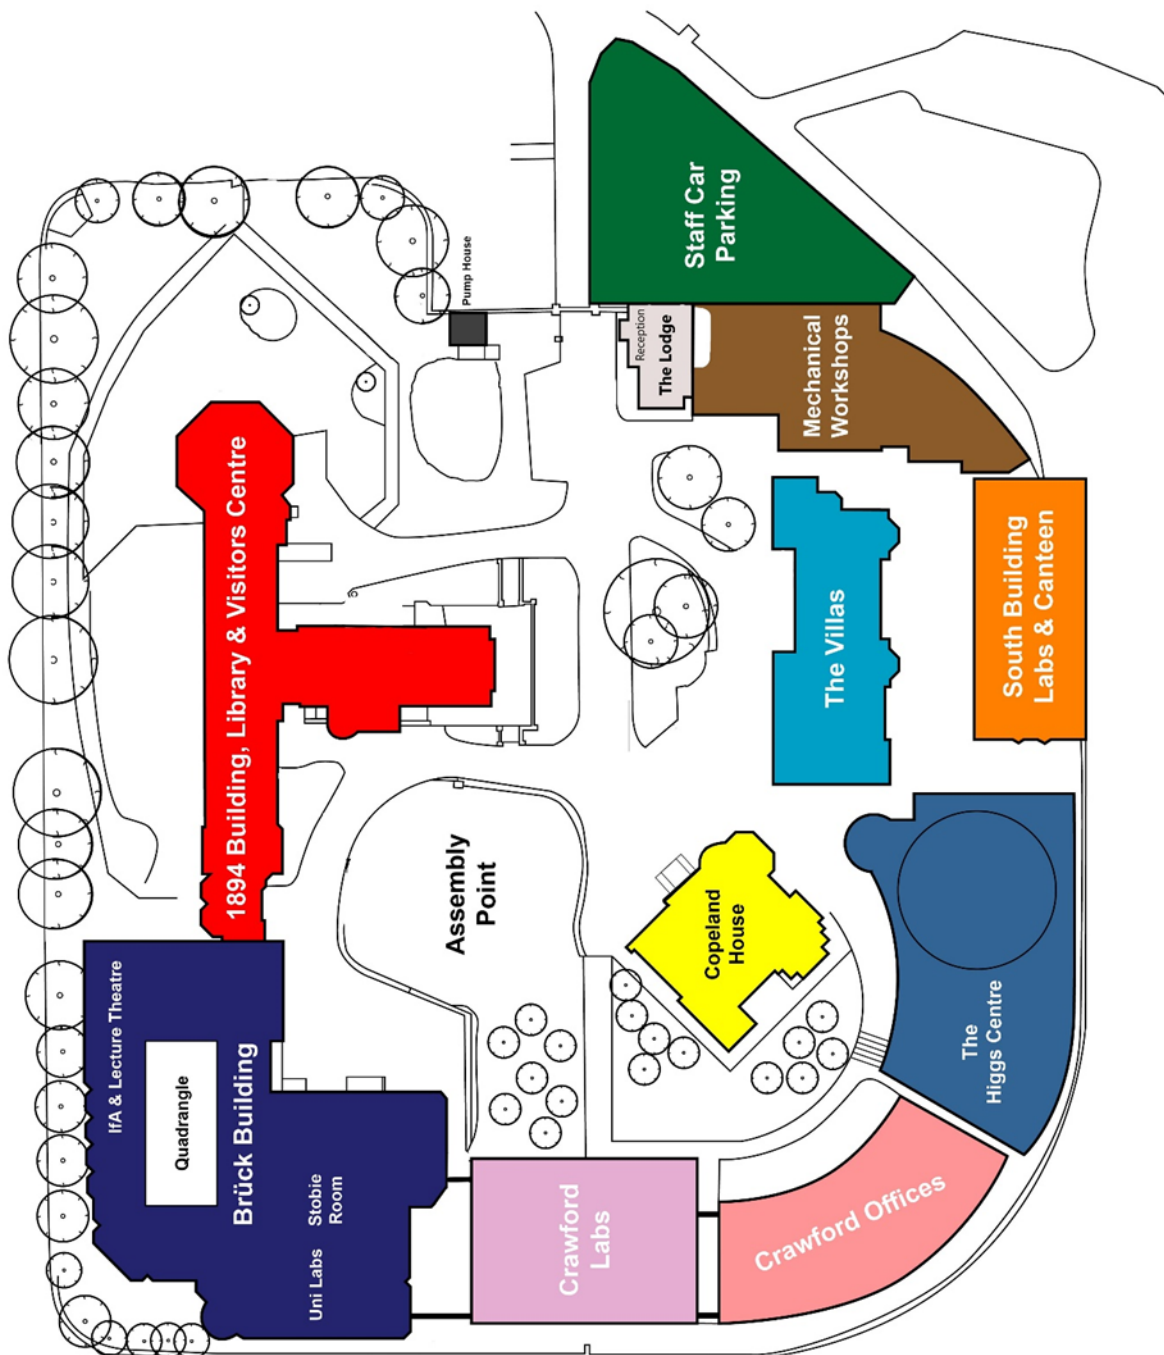 Staff Car
Parking
Pump House
Reception
The Lodge
Mechanical
Workshops
1894 Building, Library & Visitors Centre
The Villas
South Building
Labs & Canteen
Assembly
Point
Copeland
House
The
Higgs Centre
IfA & Lecture Theatre
Quadrangle
Brück Building
Stobie
Room
Uni Labs
Crawford
Labs
Crawford Offices